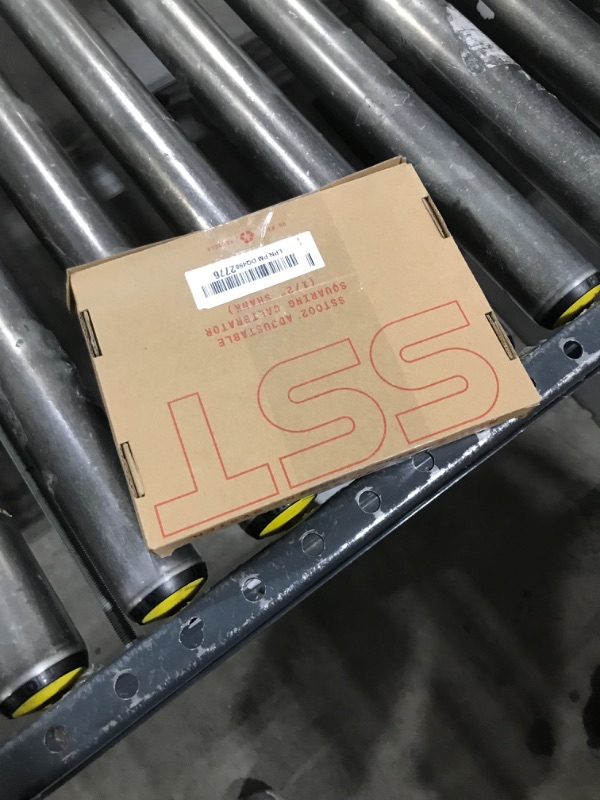 SST
SST002 ADJUSTABLE
SQUARING CALIBRATOR
(1/2" SHANK)